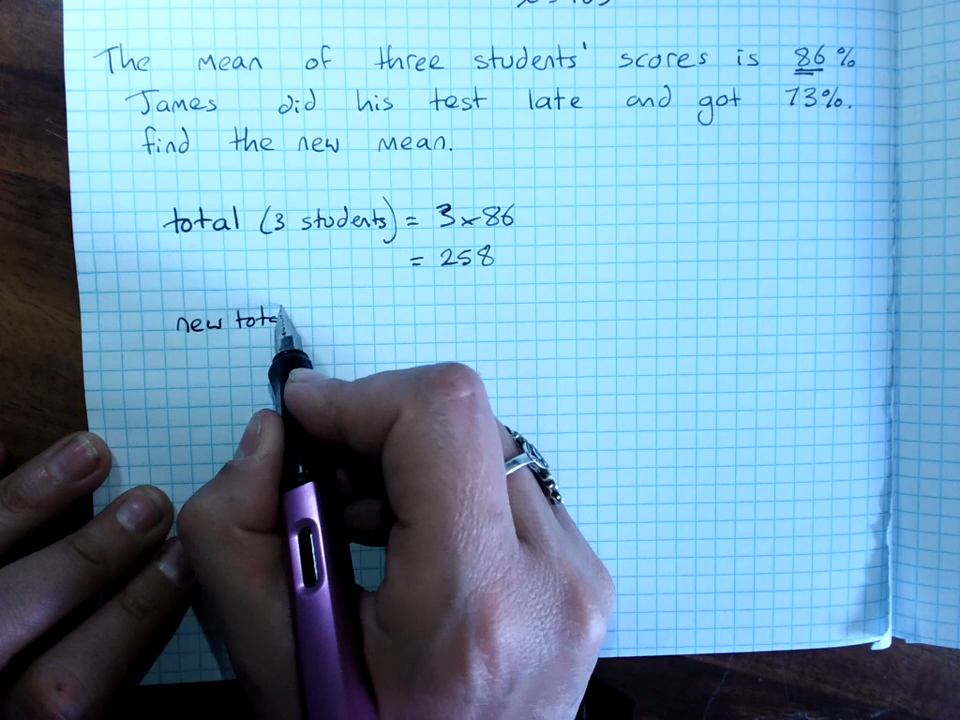 The mean of three students' scores is 86%
James did his test late and got 73%.
find the new mean.
total (3 students) = 3 × 86
= 258
new tota